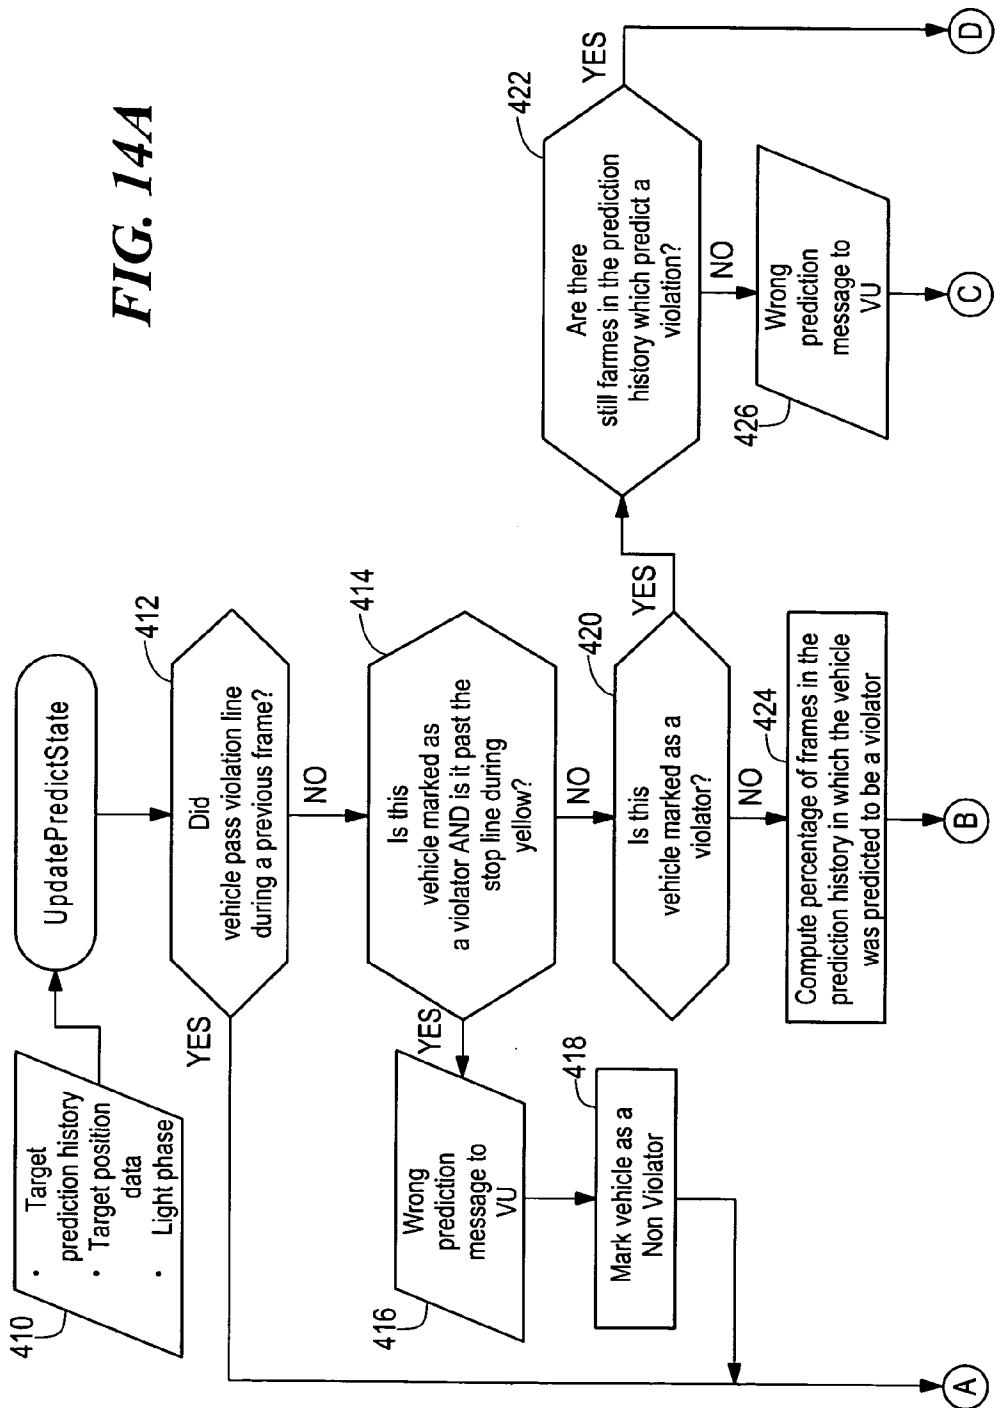 FIG. 14A
UpdatePredictState
410
• Target
prediction history
• Target position
data
• Light phase
412
Did
vehicle pass violation line
during a previous frame?
YES
NO
414
Is this
vehicle marked as
a violator AND is it past the
stop line during
yellow?
YES
NO
416
Wrong
prediction
message to
VU
418
Mark vehicle as a
Non Violator
420
Is this
vehicle marked as a
violator?
YES
NO
422
Are there
still farmes in the prediction
history which predict a
violation?
YES
NO
424
Compute percentage of frames in the
prediction history in which the vehicle
was predicted to be a violator
426
Wrong
prediction
message to
VU
A
B
C
D